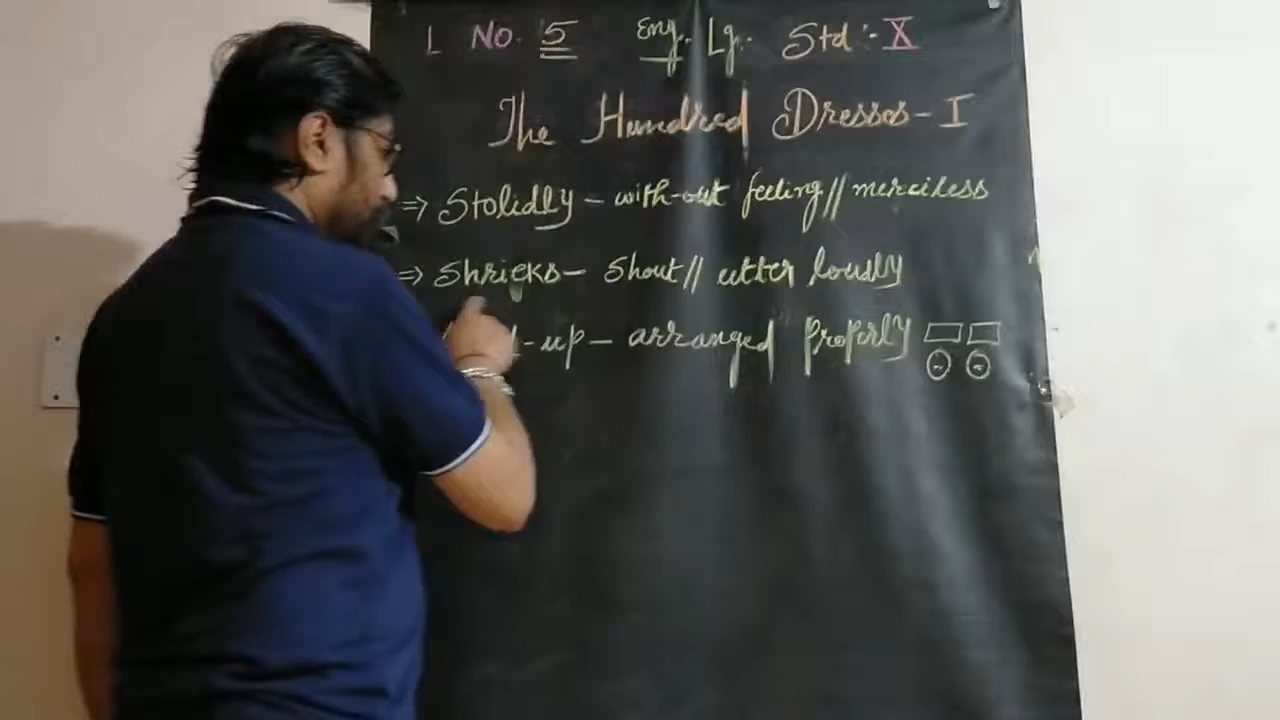 L No. 5 Eng. Lg. Std :- X
The Hundred Dresses - I
⇒ Stolidly - with-out feeling // merciless
⇒ Shrieks - Shout // utter loudly
-up - arranged properly